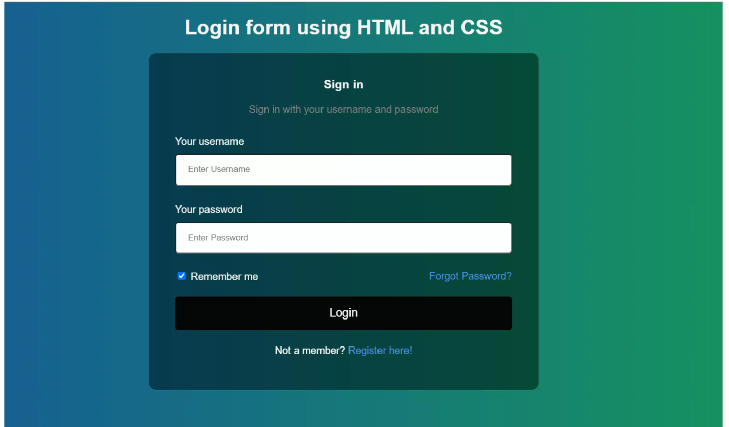 Login form using HTML and CSS
Sign in
Sign in with your username and password
Your username
Enter Username
Your password
Enter Password
Remember me Forgot Password?
Login
Not a member? Register here!